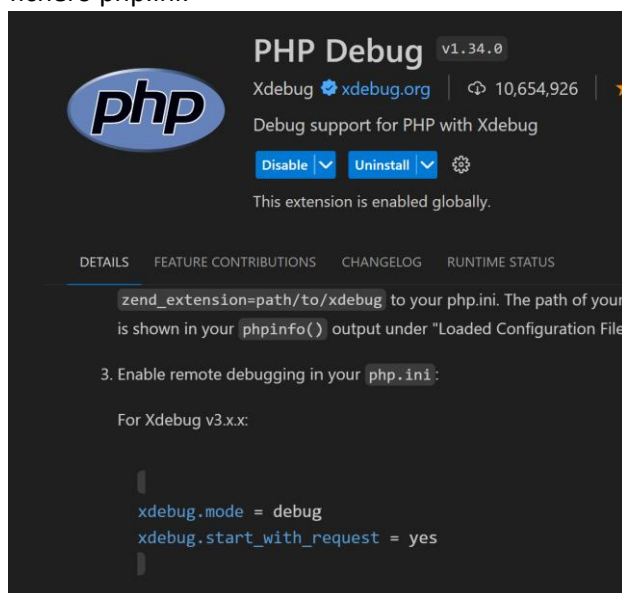 PHP Debug v1.34.0
Xdebug xdebug.org 10,654,926
php
Debug support for PHP with Xdebug
Disable Uninstall
This extension is enabled globally.
DETAILS FEATURE CONTRIBUTIONS CHANGELOG RUNTIME STATUS
zend_extension=path/to/xdebug to your php.ini. The path of your
is shown in your phpinfo() output under "Loaded Configuration File
3. Enable remote debugging in your php.ini:
For Xdebug v3.x.x:
xdebug.mode = debug
xdebug.start_with_request = yes